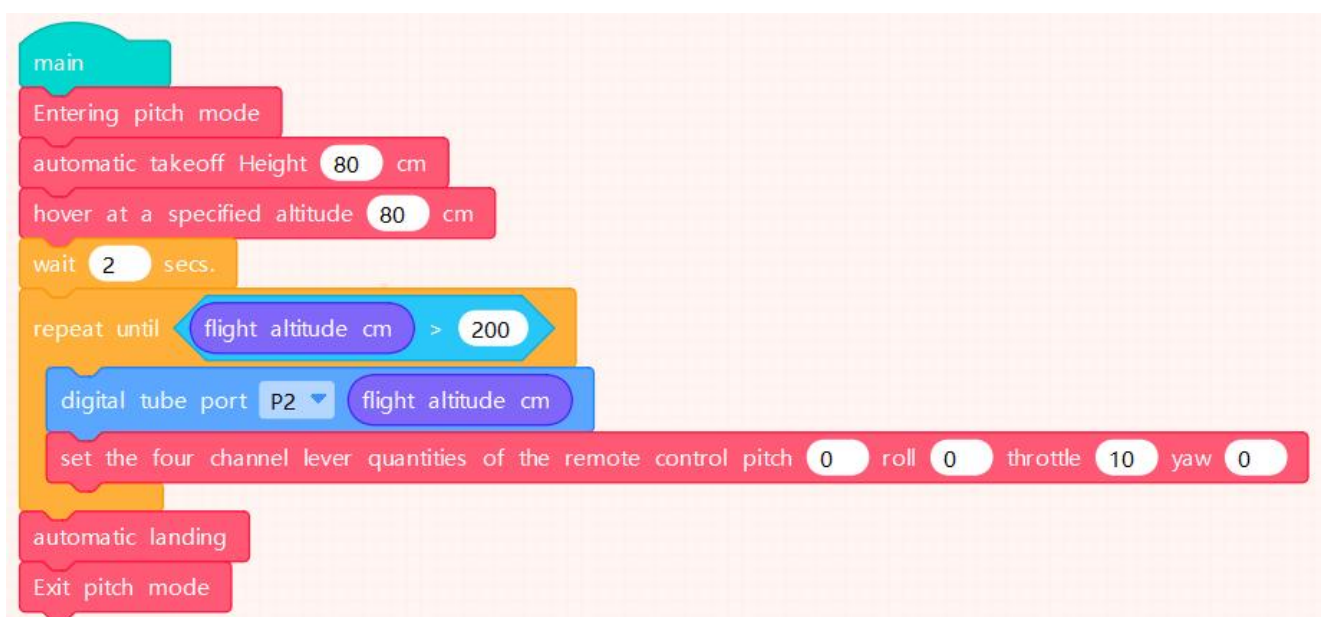 main
Entering pitch mode
automatic takeoff Height 80 cm
hover at a specified altitude 80 cm
wait 2 secs.
repeat until flight altitude cm > 200
digital tube port P2 flight altitude cm
set the four channel lever quantities of the remote control pitch 0 roll 0 throttle 10 yaw 0
automatic landing
Exit pitch mode